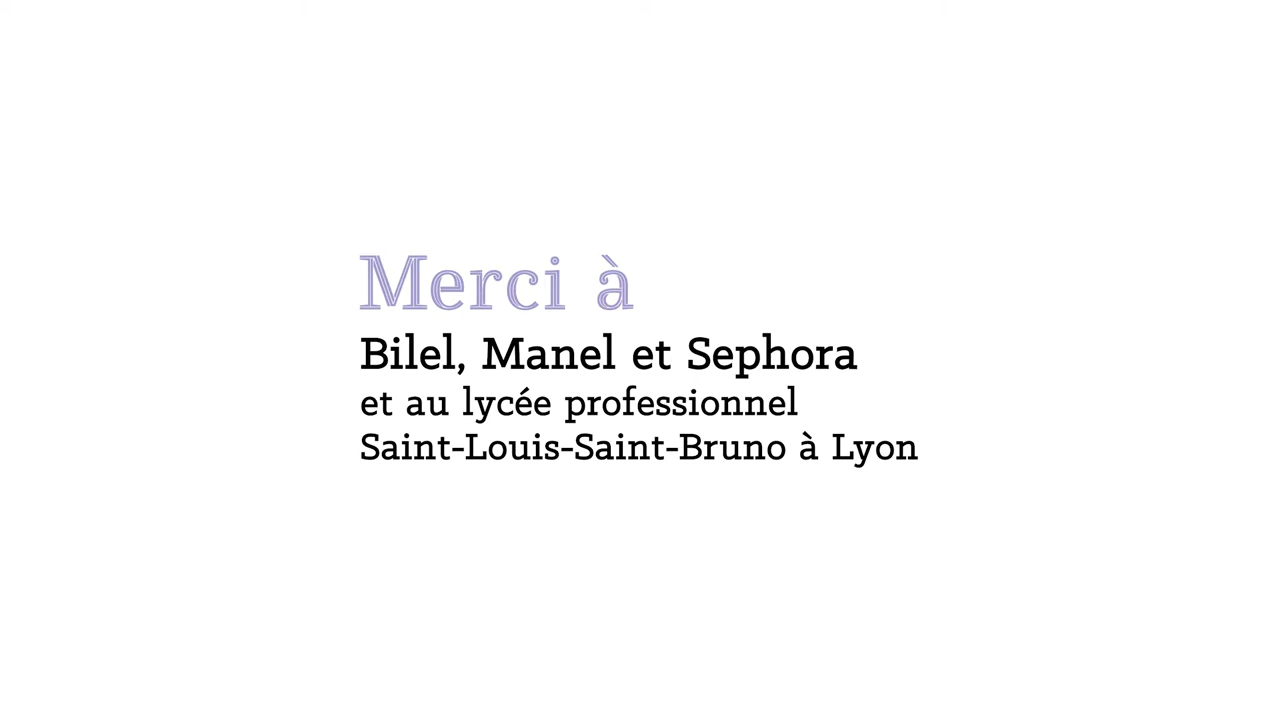 Merci à
Bilel, Manel et Sephora
et au lycée professionnel
Saint-Louis-Saint-Bruno à Lyon